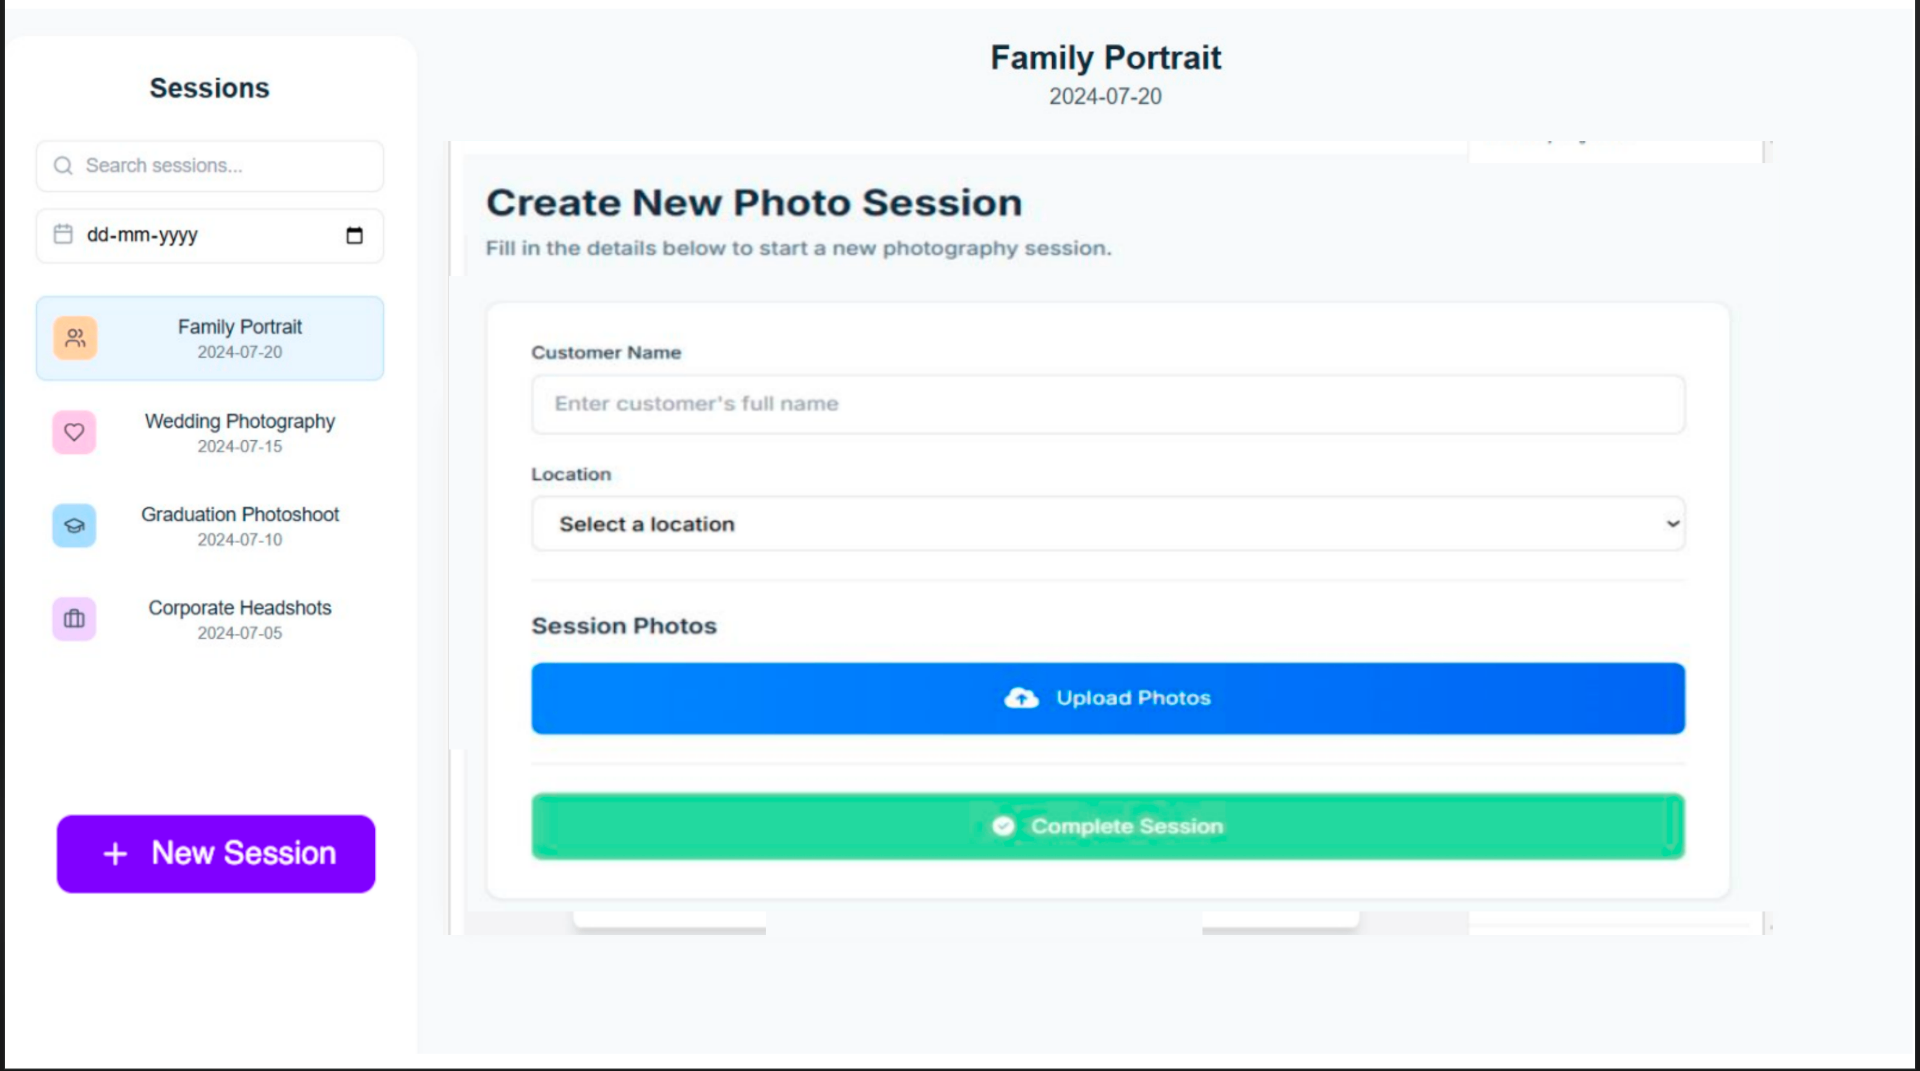 Sessions
Search sessions...
dd-mm-yyyy
Family Portrait
2024-07-20
Wedding Photography
2024-07-15
Graduation Photoshoot
2024-07-10
Corporate Headshots
2024-07-05
+ New Session
Family Portrait
2024-07-20
Create New Photo Session
Fill in the details below to start a new photography session.
Customer Name
Enter customer's full name
Location
Select a location
Session Photos
Upload Photos
Complete Session